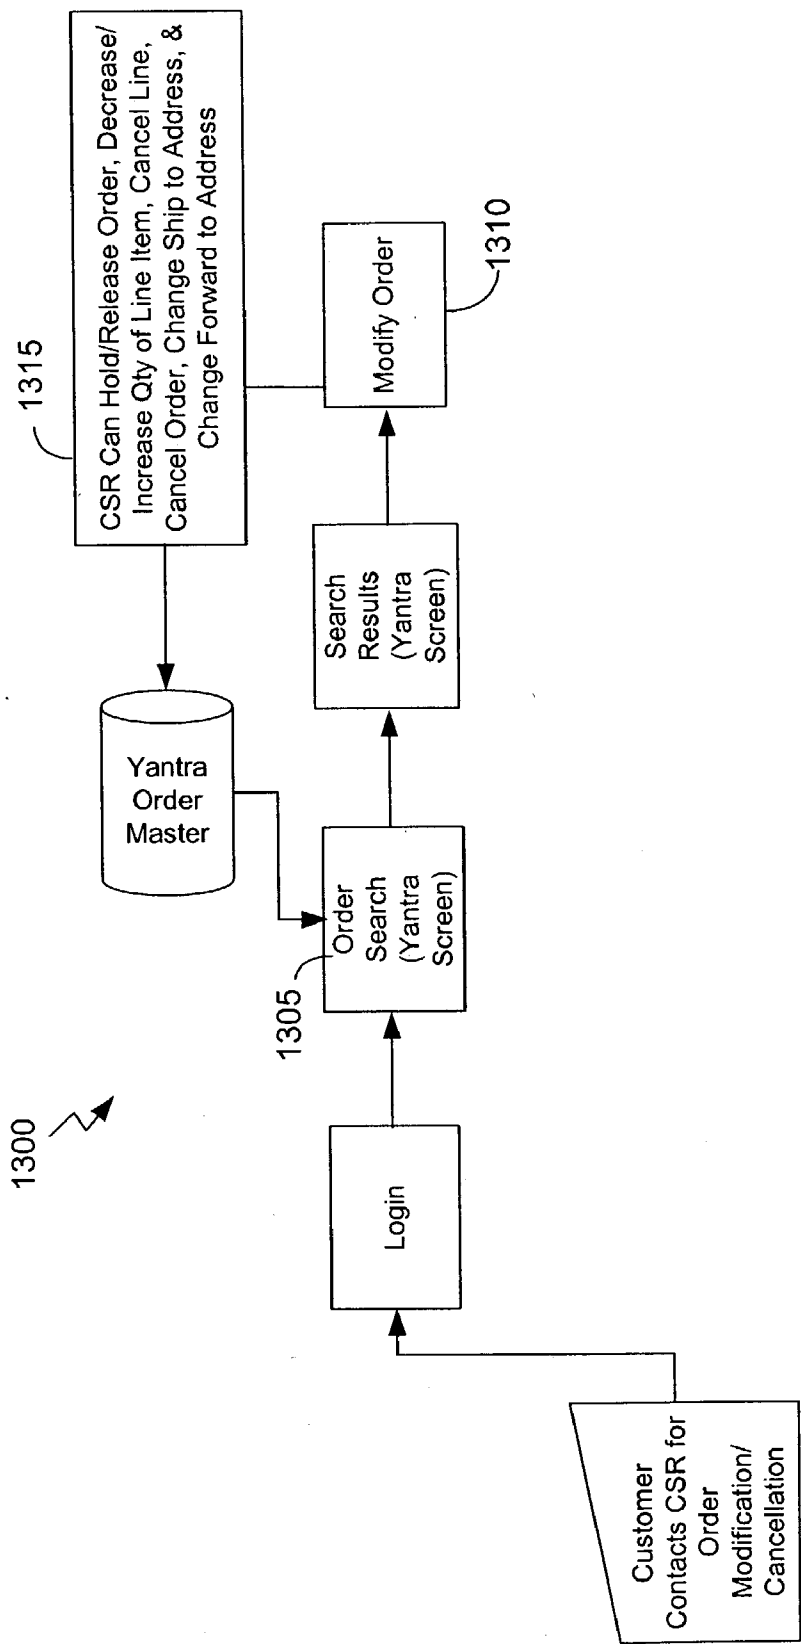 1300
Customer
Contacts CSR for
Order
Modification/
Cancellation
Login
1305
Order
Search
(Yantra
Screen)
Yantra
Order
Master
Search
Results
(Yantra
Screen)
Modify Order
1310
1315
CSR Can Hold/Release Order, Decrease/
Increase Qty of Line Item, Cancel Line,
Cancel Order, Change Ship to Address, &
Change Forward to Address